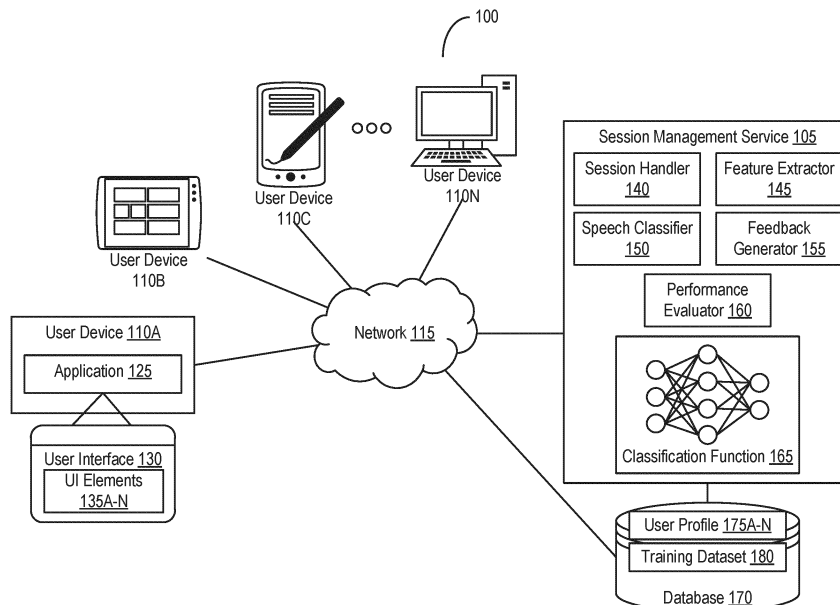 100
User Device
110N
User Device
110C
User Device
110B
User Device 110A
Application 125
User Interface 130
UI Elements
135A-N
Network 115
Session Management Service 105
Session Handler
140
Feature Extractor
145
Speech Classifier
150
Feedback
Generator 155
Performance
Evaluator 160
Classification Function 165
User Profile 175A-N
Training Dataset 180
Database 170